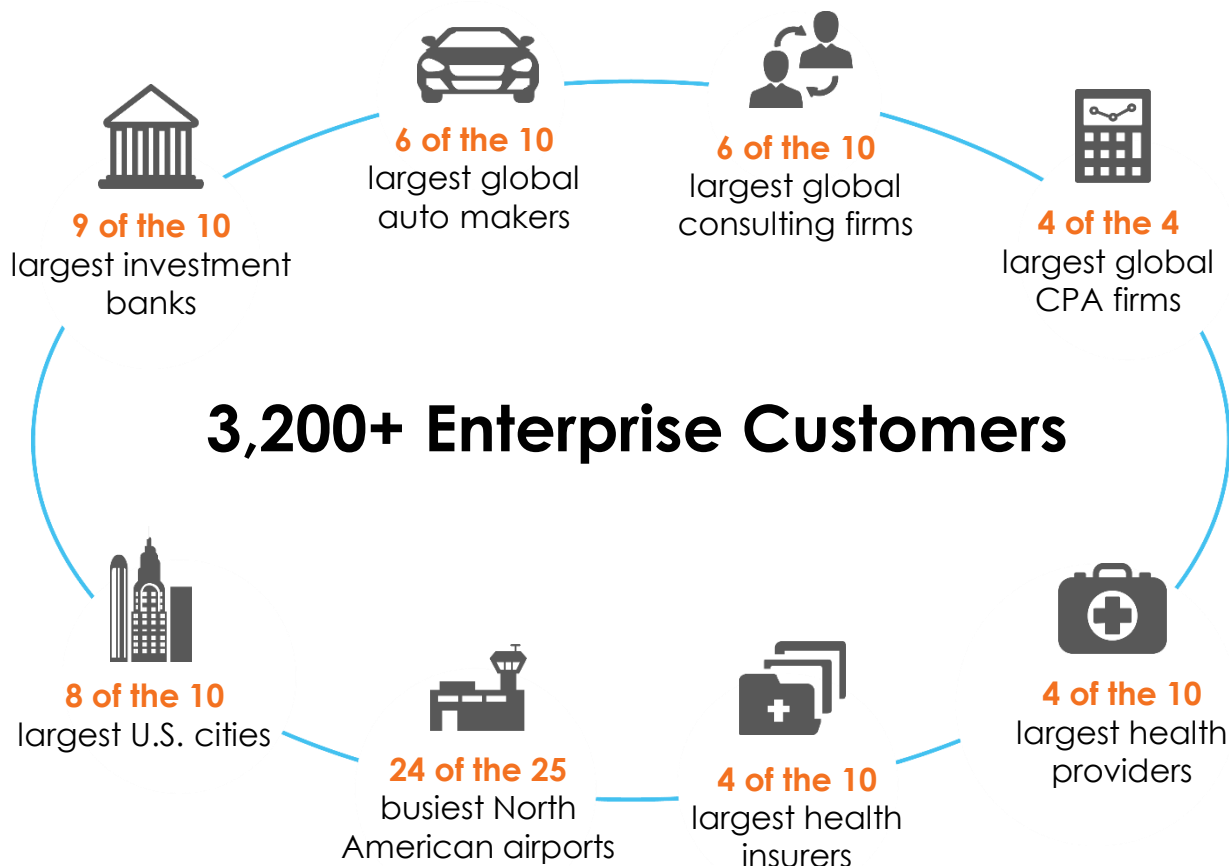 6 of the 10
largest global
auto makers
6 of the 10
largest global
consulting firms
9 of the 10
largest investment
banks
4 of the 4
largest global
CPA firms
3,200+ Enterprise Customers
8 of the 10
largest U.S. cities
24 of the 25
busiest North
American airports
4 of the 10
largest health
insurers
4 of the 10
largest health
providers